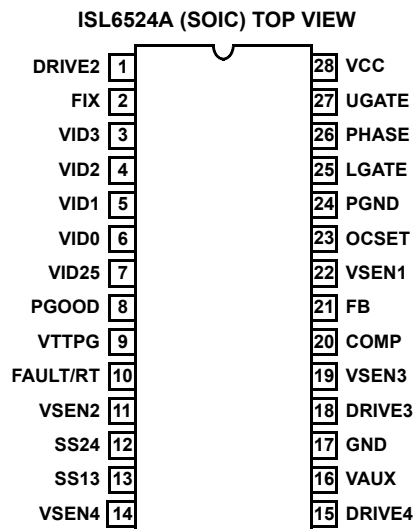 ISL6524A (SOIC) TOP VIEW
DRIVE2 1 28 VCC
FIX 2 27 UGATE
VID3 3 26 PHASE
VID2 4 25 LGATE
VID1 5 24 PGND
VID0 6 23 OCSET
VID25 7 22 VSEN1
PGOOD 8 21 FB
VTTPG 9 20 COMP
FAULT/RT 10 19 VSEN3
VSEN2 11 18 DRIVE3
SS24 12 17 GND
SS13 13 16 VAUX
VSEN4 14 15 DRIVE4